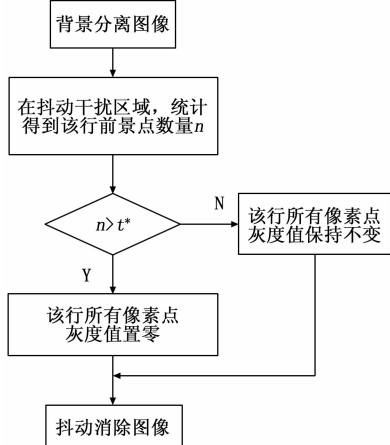 背景分离图像
在抖动干扰区域，统计
得到该行前景点数量n
n>t*
N
该行所有像素点
灰度值保持不变
Y
该行所有像素点
灰度值置零
抖动消除图像